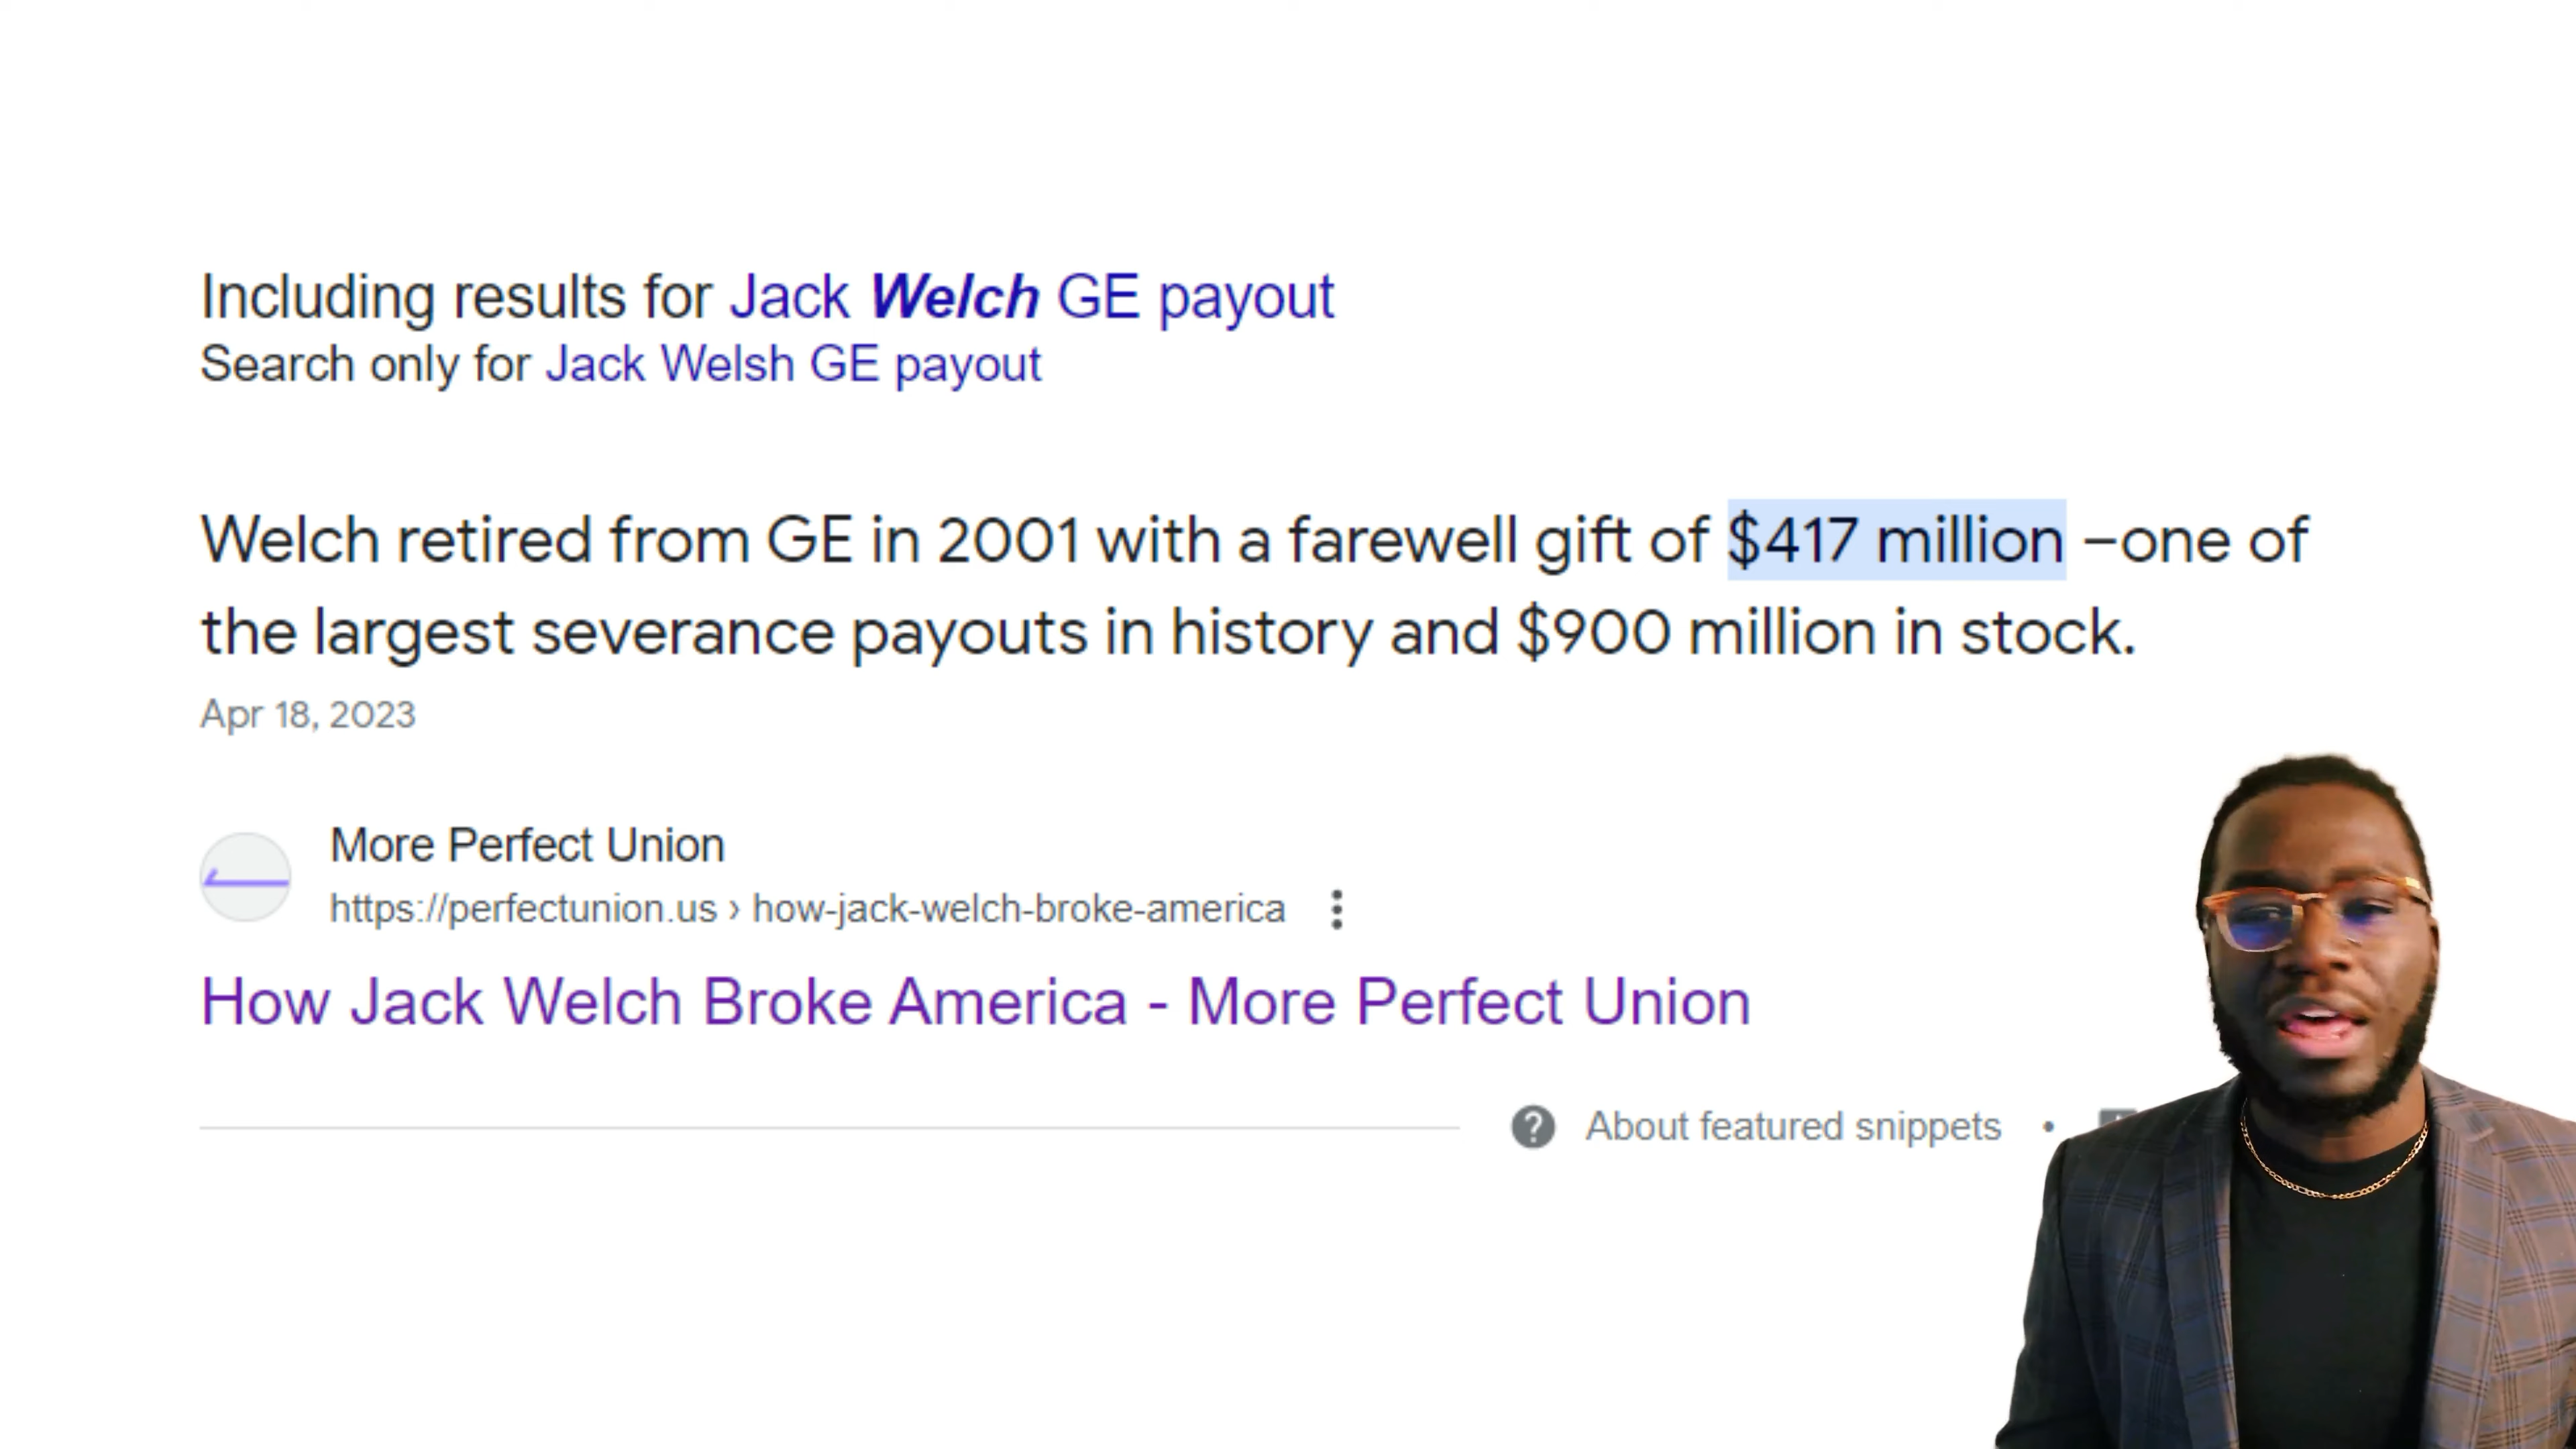 Including results for Jack Welch GE payout
Search only for Jack Welsh GE payout
Welch retired from GE in 2001 with a farewell gift of $417 million –one of
the largest severance payouts in history and $900 million in stock.
Apr 18, 2023
More Perfect Union
https://perfectunion.us › how-jack-welch-broke-america
How Jack Welch Broke America - More Perfect Union
? About featured snippets •